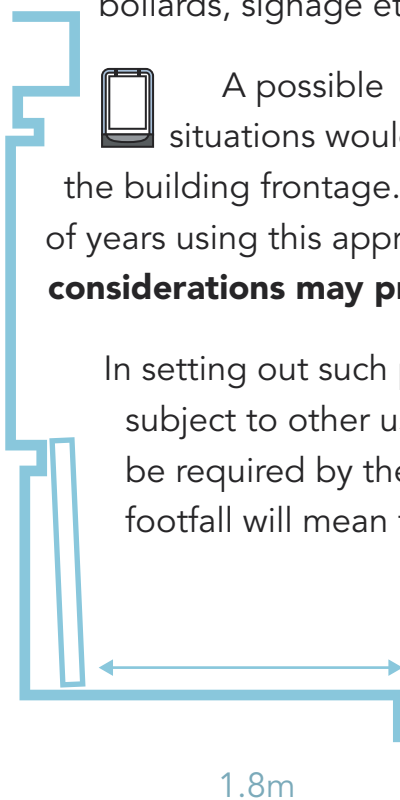 bollards, signage et
A possible
situations would
the building frontage.
of years using this appr
considerations may pr
In setting out such
subject to other u
be required by the
footfall will mean
1.8m